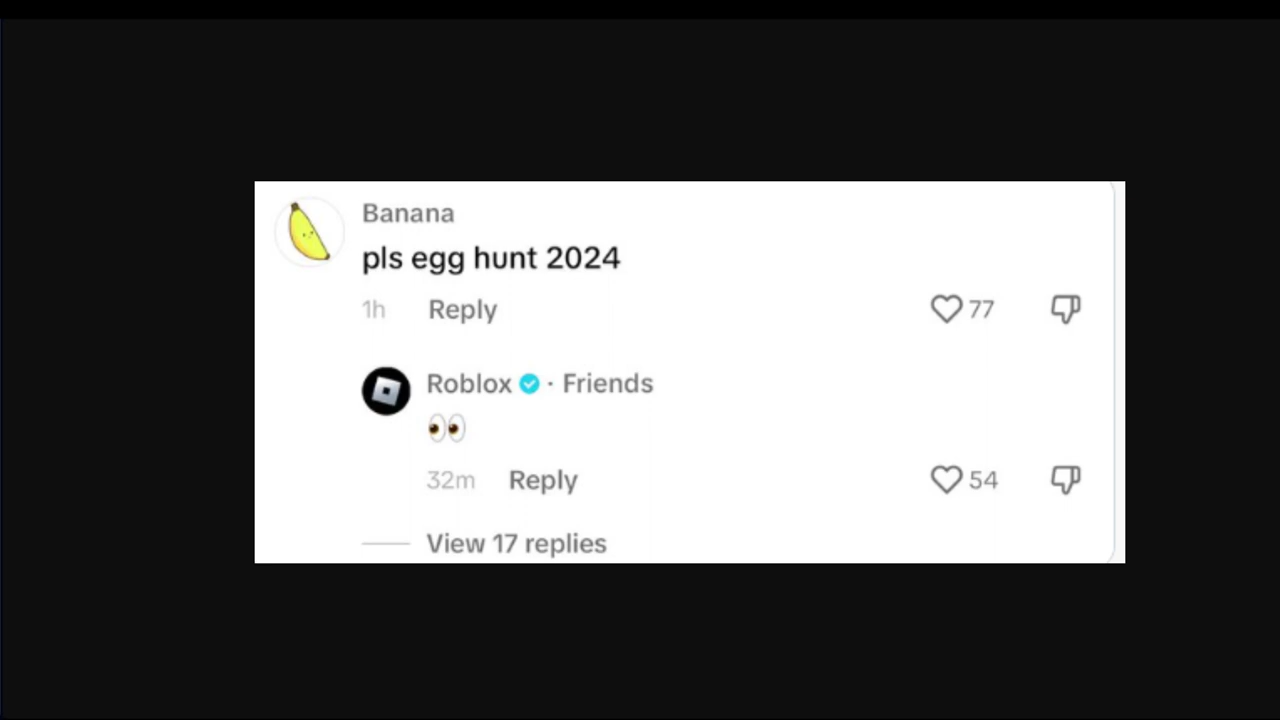 Banana
pls egg hunt 2024
1h Reply 77
Roblox · Friends
👀
32m Reply 54
View 17 replies